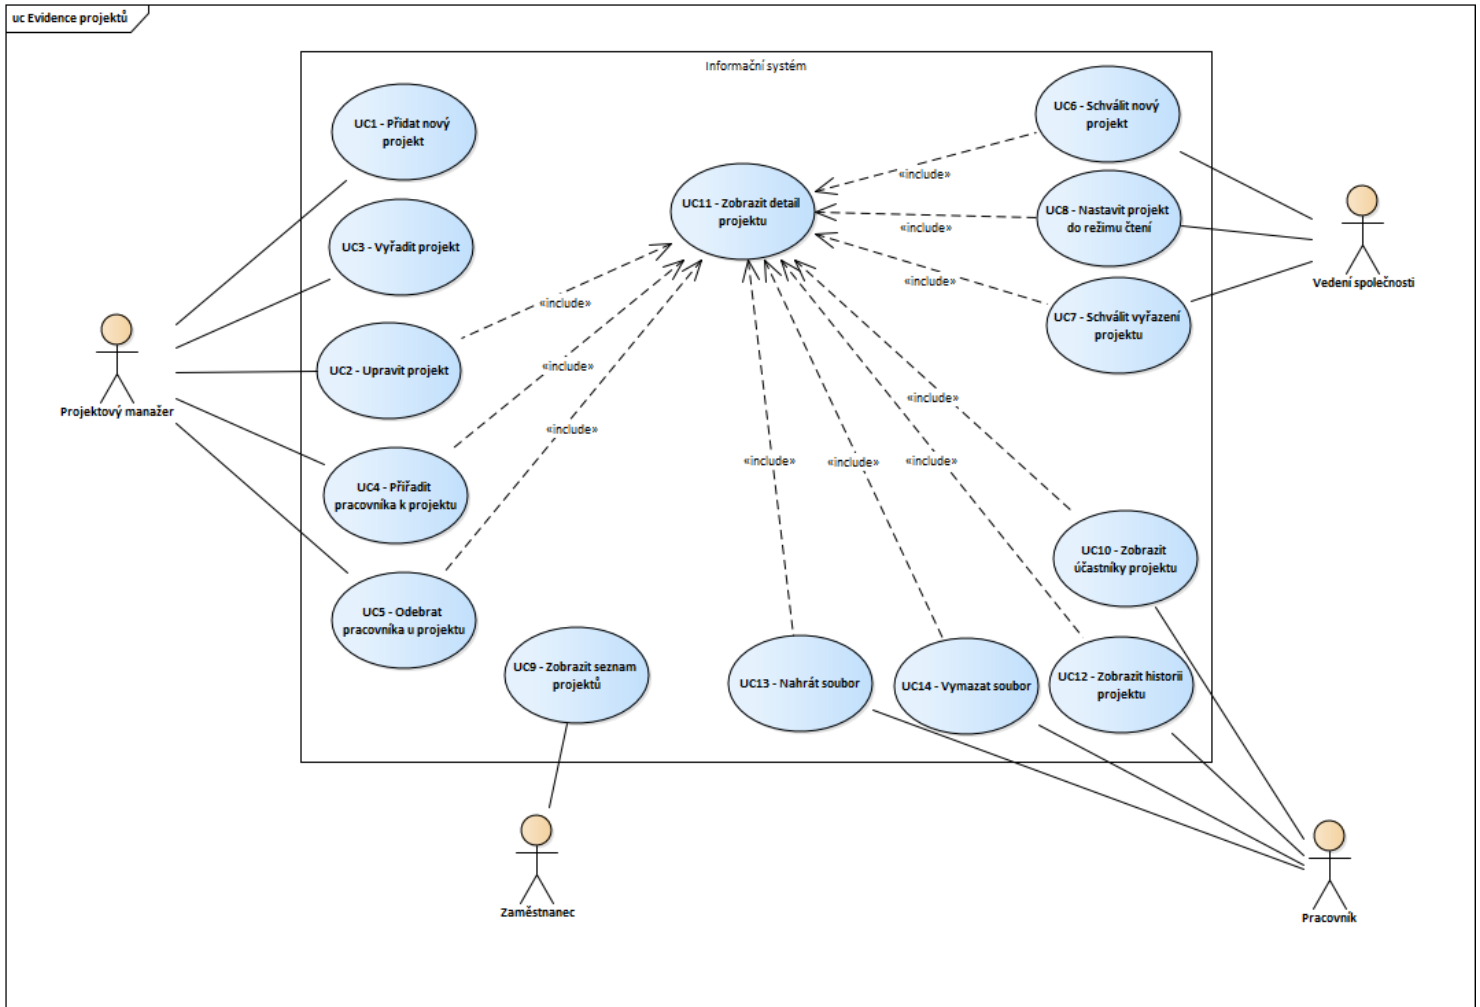 uc Evidence projektů
Informační systém
UC1 - Přidat nový
projekt
UC3 - Vyřadit projekt
UC2 - Upravit projekt
UC4 - Přiřadit
pracovníka k projektu
UC5 - Odebrat
pracovníka u projektu
Projektový manažer
UC11 - Zobrazit detail
projektu
UC6 - Schválit nový
projekt
UC8 - Nastavit projekt
do režimu čtení
UC7 - Schválit vyřazení
projektu
Vedení společnosti
«include»
«include»
«include»
«include»
«include»
«include»
«include»
«include»
«include»
«include»
UC10 - Zobrazit
účastníky projektu
UC9 - Zobrazit seznam
projektů
UC13 - Nahrát soubor
UC14 - Vymazat soubor
UC12 - Zobrazit historii
projektu
Zaměstnanec
Pracovník